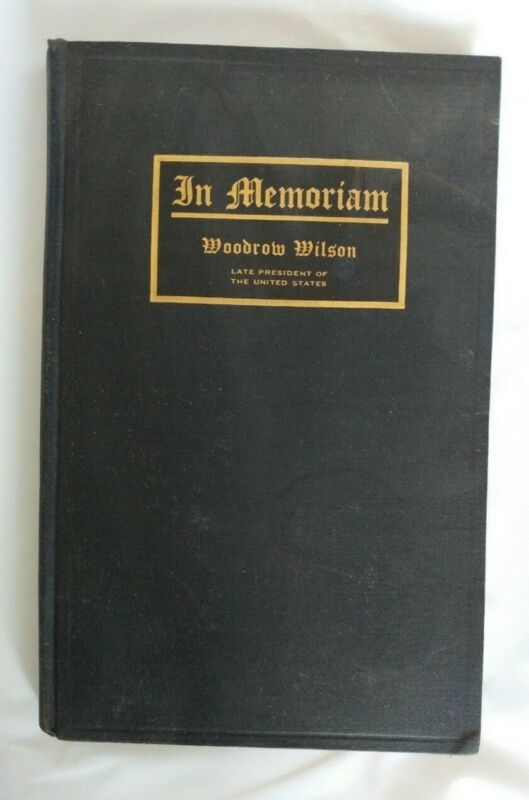 In Memoriam
Woodrow Wilson
LATE PRESIDENT OF
THE UNITED STATES